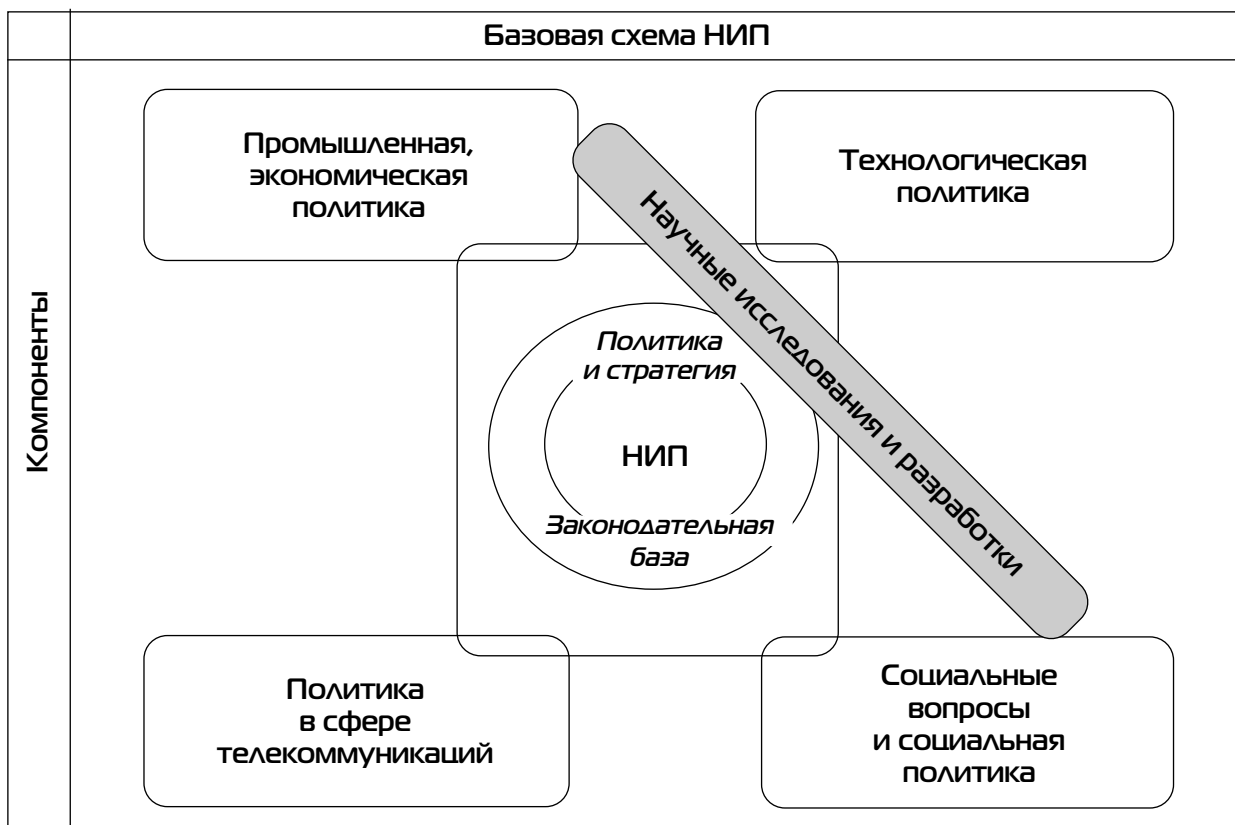 Базовая схема НИП
Компоненты
Промышленная,
экономическая
политика
Технологическая
политика
Научные исследования и разработки
Политика
и стратегия
НИП
Законодательная
база
Политика
в сфере
телекоммуникаций
Социальные
вопросы
и социальная
политика